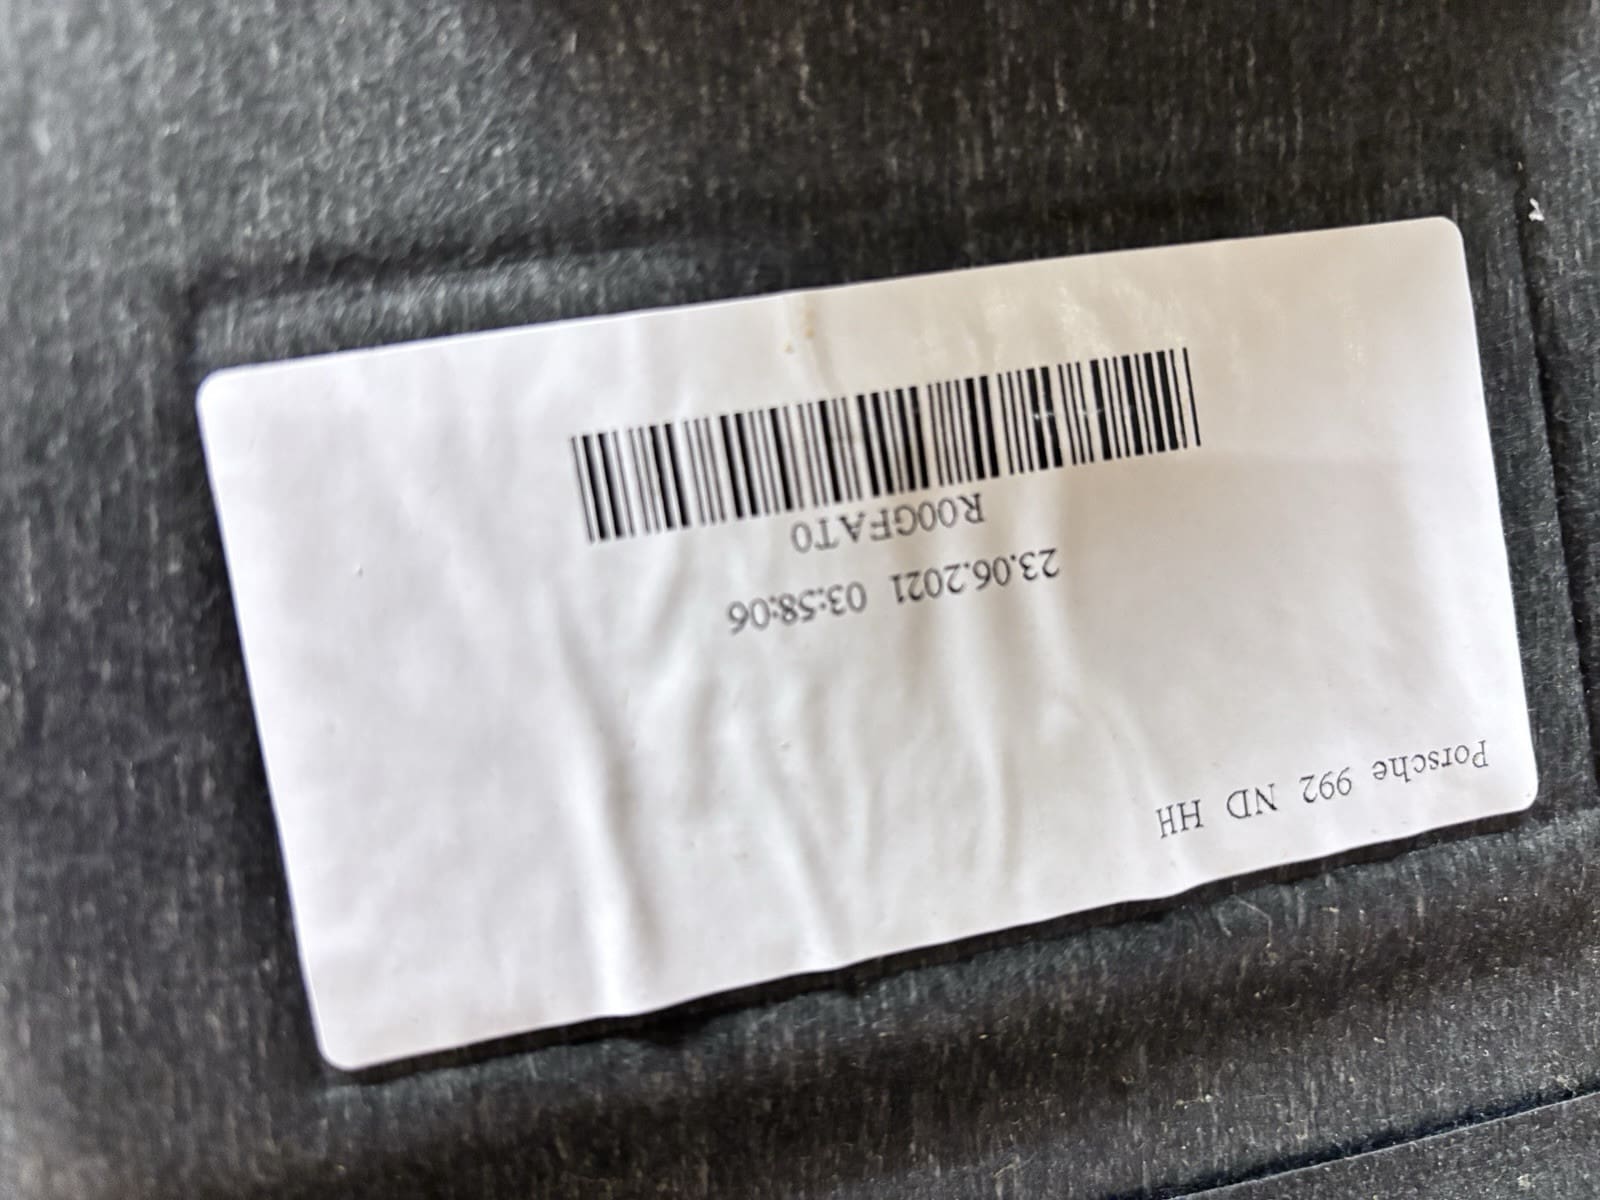 Porsche 992 ND HH
23.06.2021 03:58:06
R00GFAT0